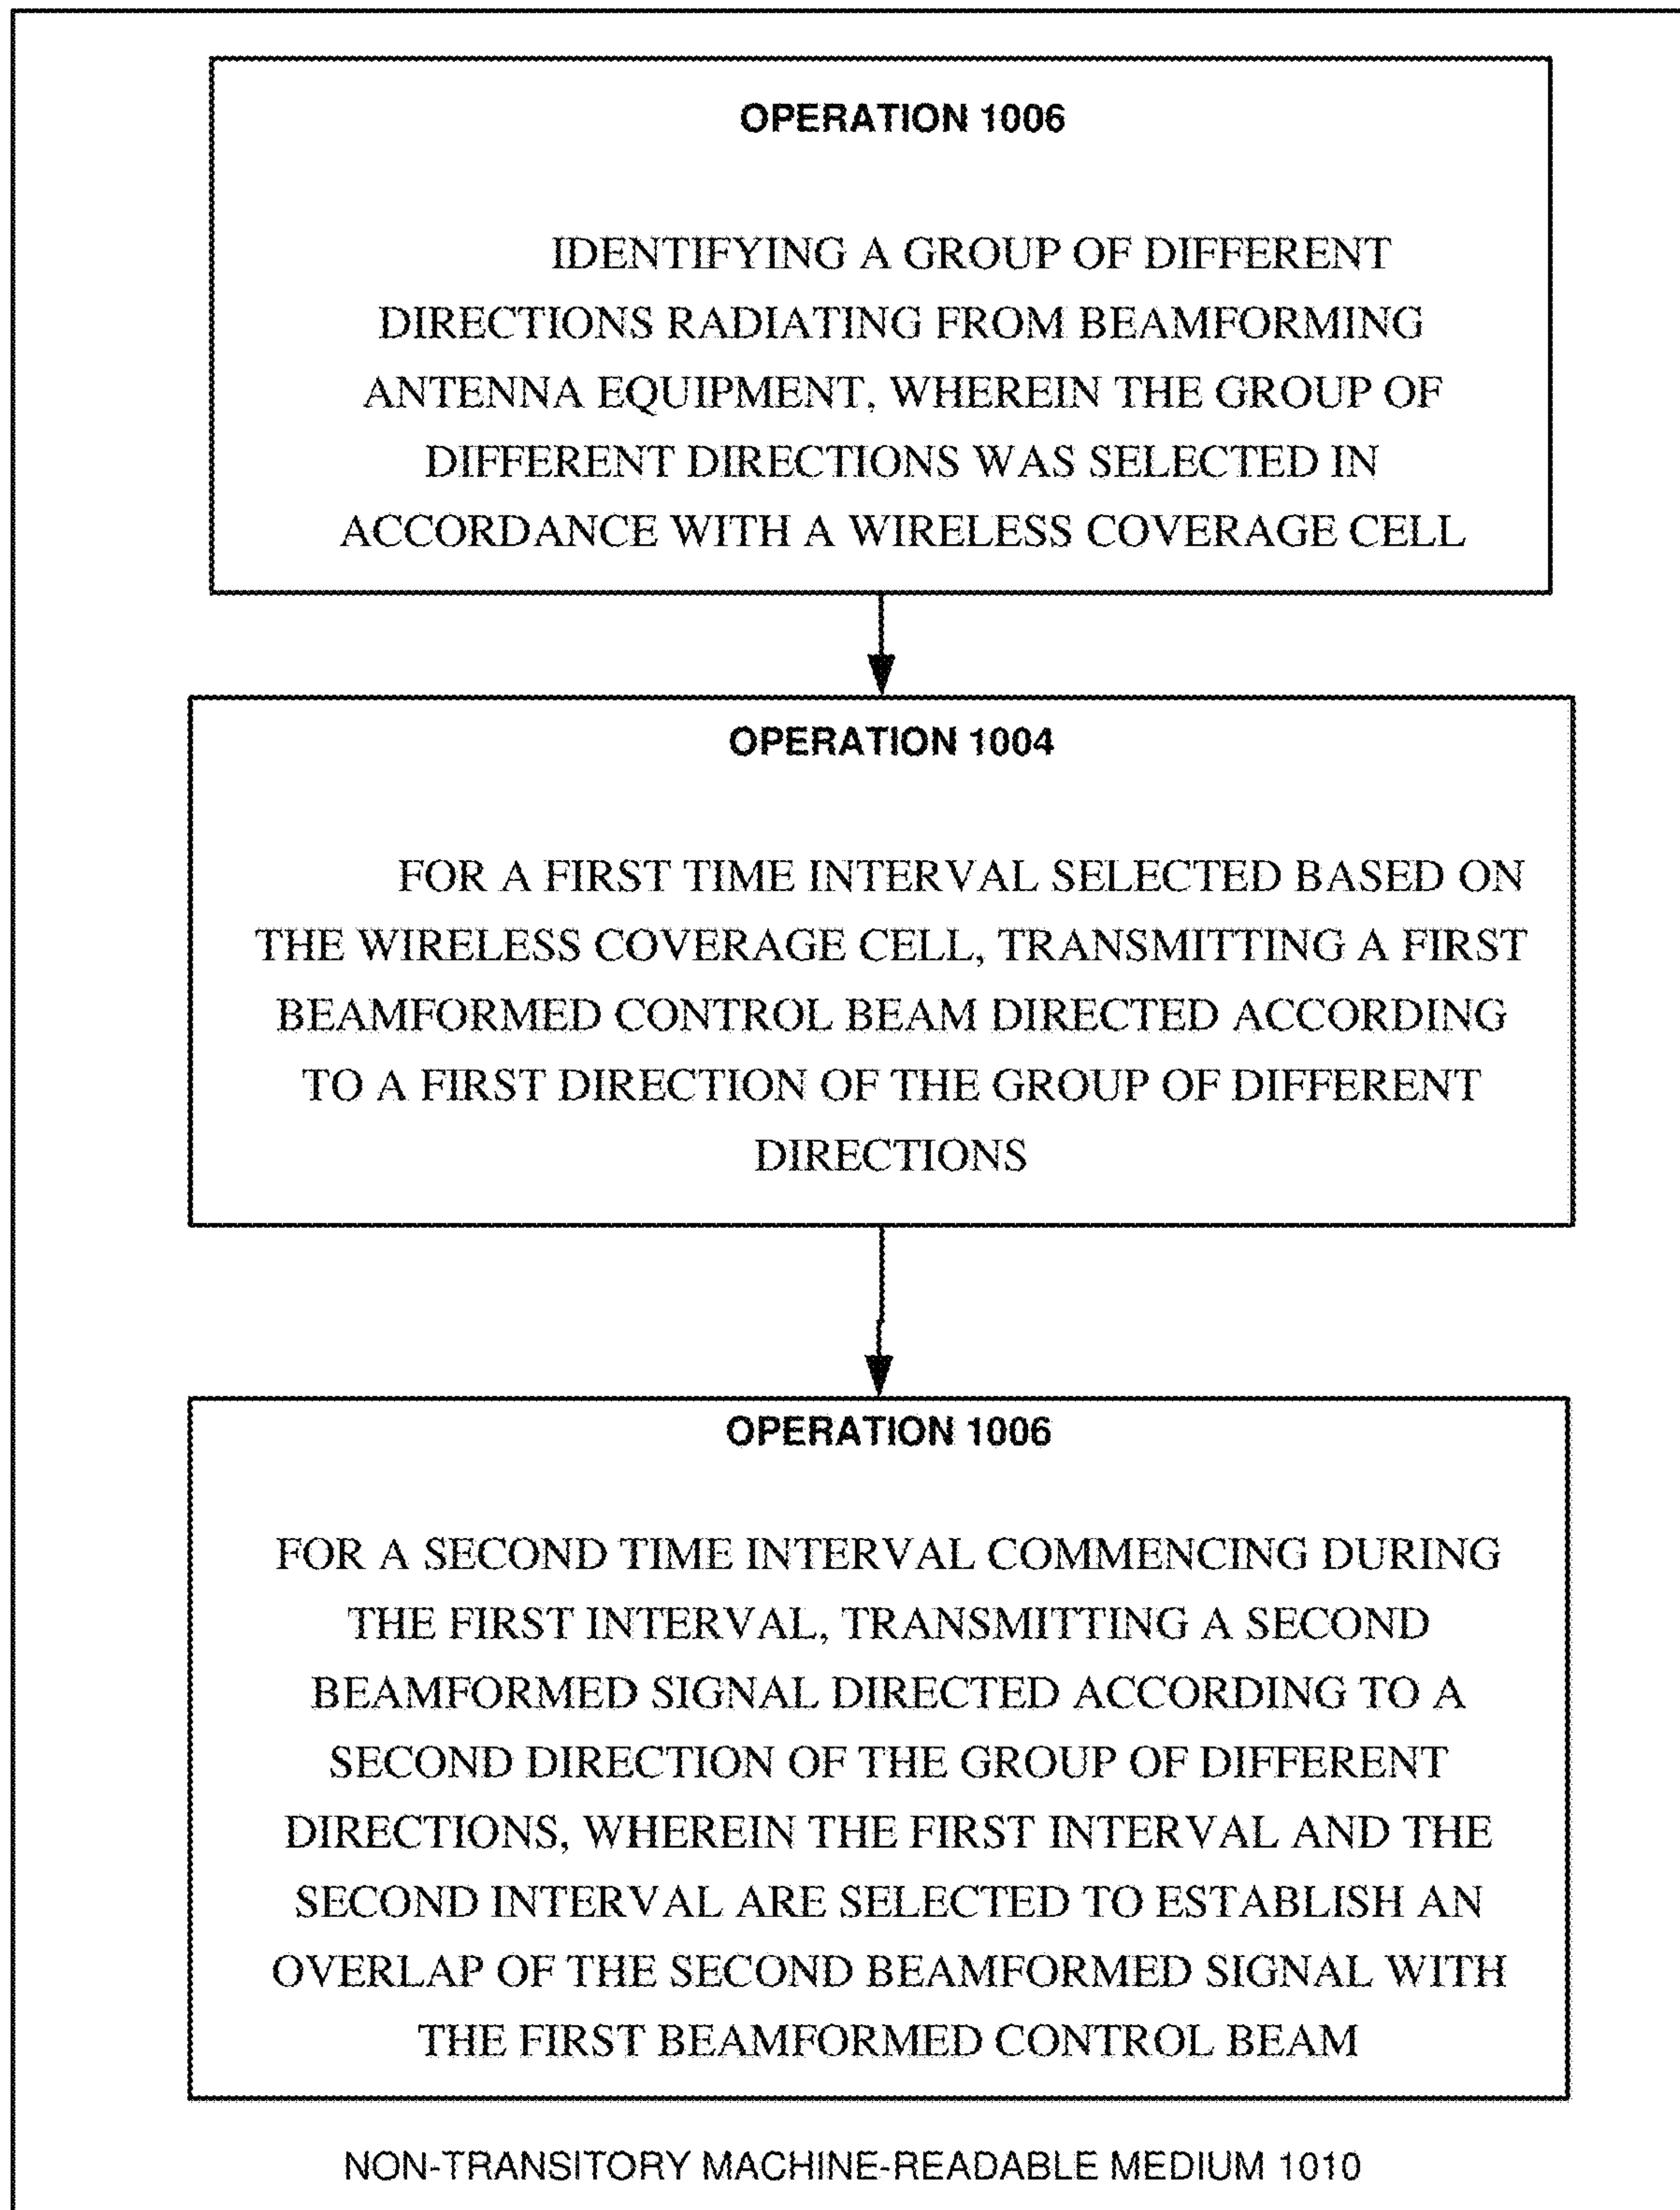 OPERATION 1006
IDENTIFYING A GROUP OF DIFFERENT
DIRECTIONS RADIATING FROM BEAMFORMING
ANTENNA EQUIPMENT, WHEREIN THE GROUP OF
DIFFERENT DIRECTIONS WAS SELECTED IN
ACCORDANCE WITH A WIRELESS COVERAGE CELL
OPERATION 1004
FOR A FIRST TIME INTERVAL SELECTED BASED ON
THE WIRELESS COVERAGE CELL, TRANSMITTING A FIRST
BEAMFORMED CONTROL BEAM DIRECTED ACCORDING
TO A FIRST DIRECTION OF THE GROUP OF DIFFERENT
DIRECTIONS
OPERATION 1006
FOR A SECOND TIME INTERVAL COMMENCING DURING
THE FIRST INTERVAL, TRANSMITTING A SECOND
BEAMFORMED SIGNAL DIRECTED ACCORDING TO A
SECOND DIRECTION OF THE GROUP OF DIFFERENT
DIRECTIONS, WHEREIN THE FIRST INTERVAL AND THE
SECOND INTERVAL ARE SELECTED TO ESTABLISH AN
OVERLAP OF THE SECOND BEAMFORMED SIGNAL WITH
THE FIRST BEAMFORMED CONTROL BEAM
NON-TRANSITORY MACHINE-READABLE MEDIUM 1010